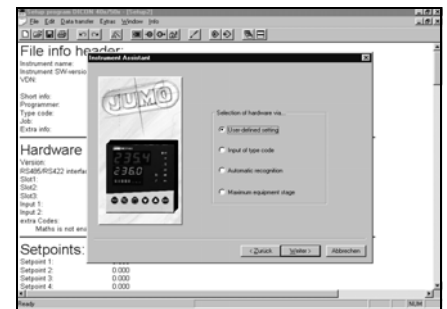 File Edit Data transfer Extras Window Info
File info header:
Instrument name:
Instrument SW-versio
VDN:
Short info:
Programmer:
Type code:
Job:
Extra info:
Hardware
Version:
RS485/RS422 interfac
Slot1:
Slot2:
Slot3:
Input 1:
Input 2:
extra Codes:
Maths is not ena
Setpoints:
Setpoint 1: 0.000
Setpoint 2: 0.000
Setpoint 3: 0.000
Setpoint 4: 0.000
Ready
NUM
Instrument Assistant
JUMO
2354
2360
Selection of hardware via...
User-defined setting
Input of type code
Automatic recognition
Maximum equipment stage
< Zurück
Weiter >
Abbrechen